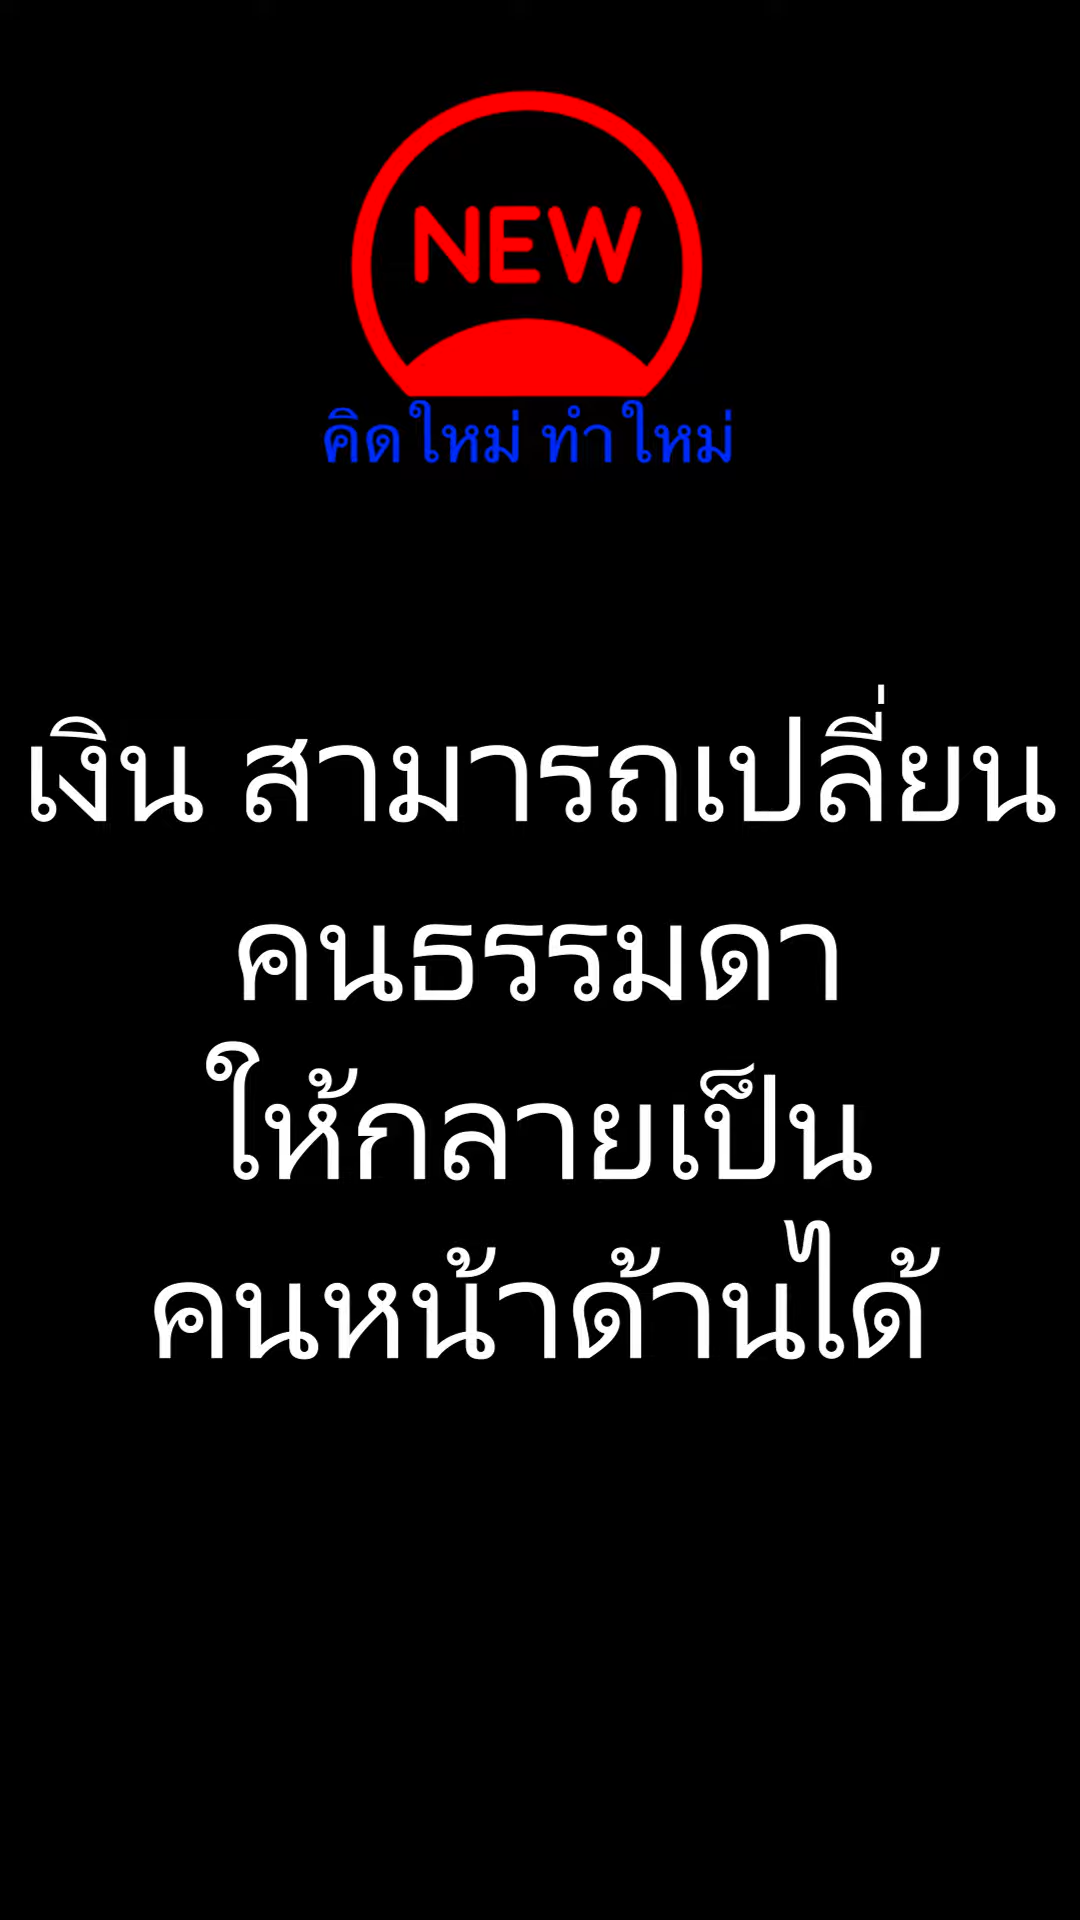 NEW
คิดใหม่ ทำใหม่
เงิน สามารถเปลี่ยน
คนธรรมดา
ให้กลายเป็น
คนหน้าด้านได้